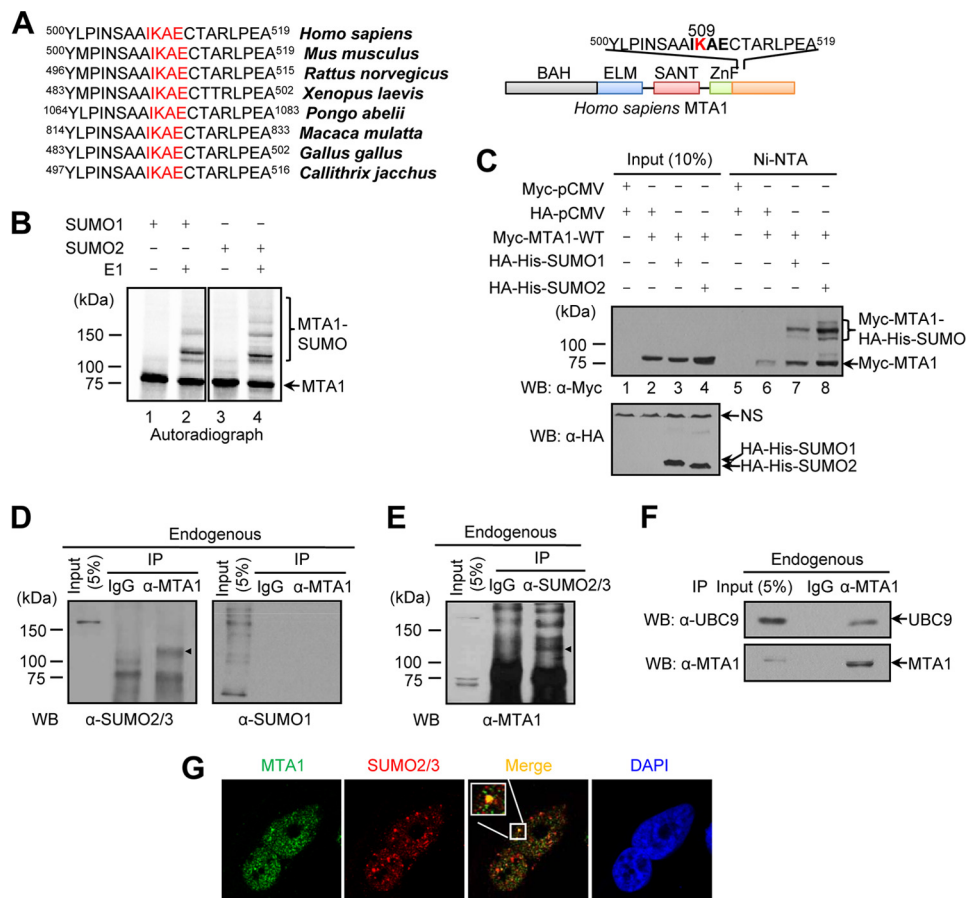 A
500YLPINSAAIKAECTARLPEA519 Homo sapiens
500YMPINSAAIKAECTARLPEA519 Mus musculus
496YMPINSAAIKAECTARLPEA515 Rattus norvegicus
483YMPINSAAIKAECTTRLPEA502 Xenopus laevis
1064YLPINSAAIKAECTARLPEA1083 Pongo abelii
814YLPINSAAIKAECTARLPEA833 Macaca mulatta
483YLPINSAAIKAECTARLPEA502 Gallus gallus
497YLPINSAAIKAECTARLPEA516 Callithrix jacchus
509
500YLPINSAAIKAECTARLPEA519
BAH ELM SANT ZnF
Homo sapiens MTA1
B
SUMO1 + + – –
SUMO2 – – + +
E1 – + – +
(kDa)
150
100
75
MTA1-
SUMO
MTA1
1 2 3 4
Autoradiograph
C
Input (10%) Ni-NTA
Myc-pCMV + – – – + – – –
HA-pCMV + + – – + + – –
Myc-MTA1-WT – + + + – + + +
HA-His-SUMO1 – – + – – – + –
HA-His-SUMO2 – – – + – – – +
(kDa)
100
75
Myc-MTA1-
HA-His-SUMO
Myc-MTA1
WB: α-Myc 1 2 3 4 5 6 7 8
WB: α-HA
NS
HA-His-SUMO1
HA-His-SUMO2
D
Endogenous
Input (5%) IP IgG α-MTA1 Input (5%) IP IgG α-MTA1
(kDa)
150
100
75
WB α-SUMO2/3 α-SUMO1
E
Endogenous
Input (5%) IP IgG α-SUMO2/3
(kDa)
150
100
75
WB α-MTA1
F
Endogenous
IP Input (5%) IgG α-MTA1
WB: α-UBC9 UBC9
WB: α-MTA1 MTA1
G
MTA1 SUMO2/3 Merge DAPI